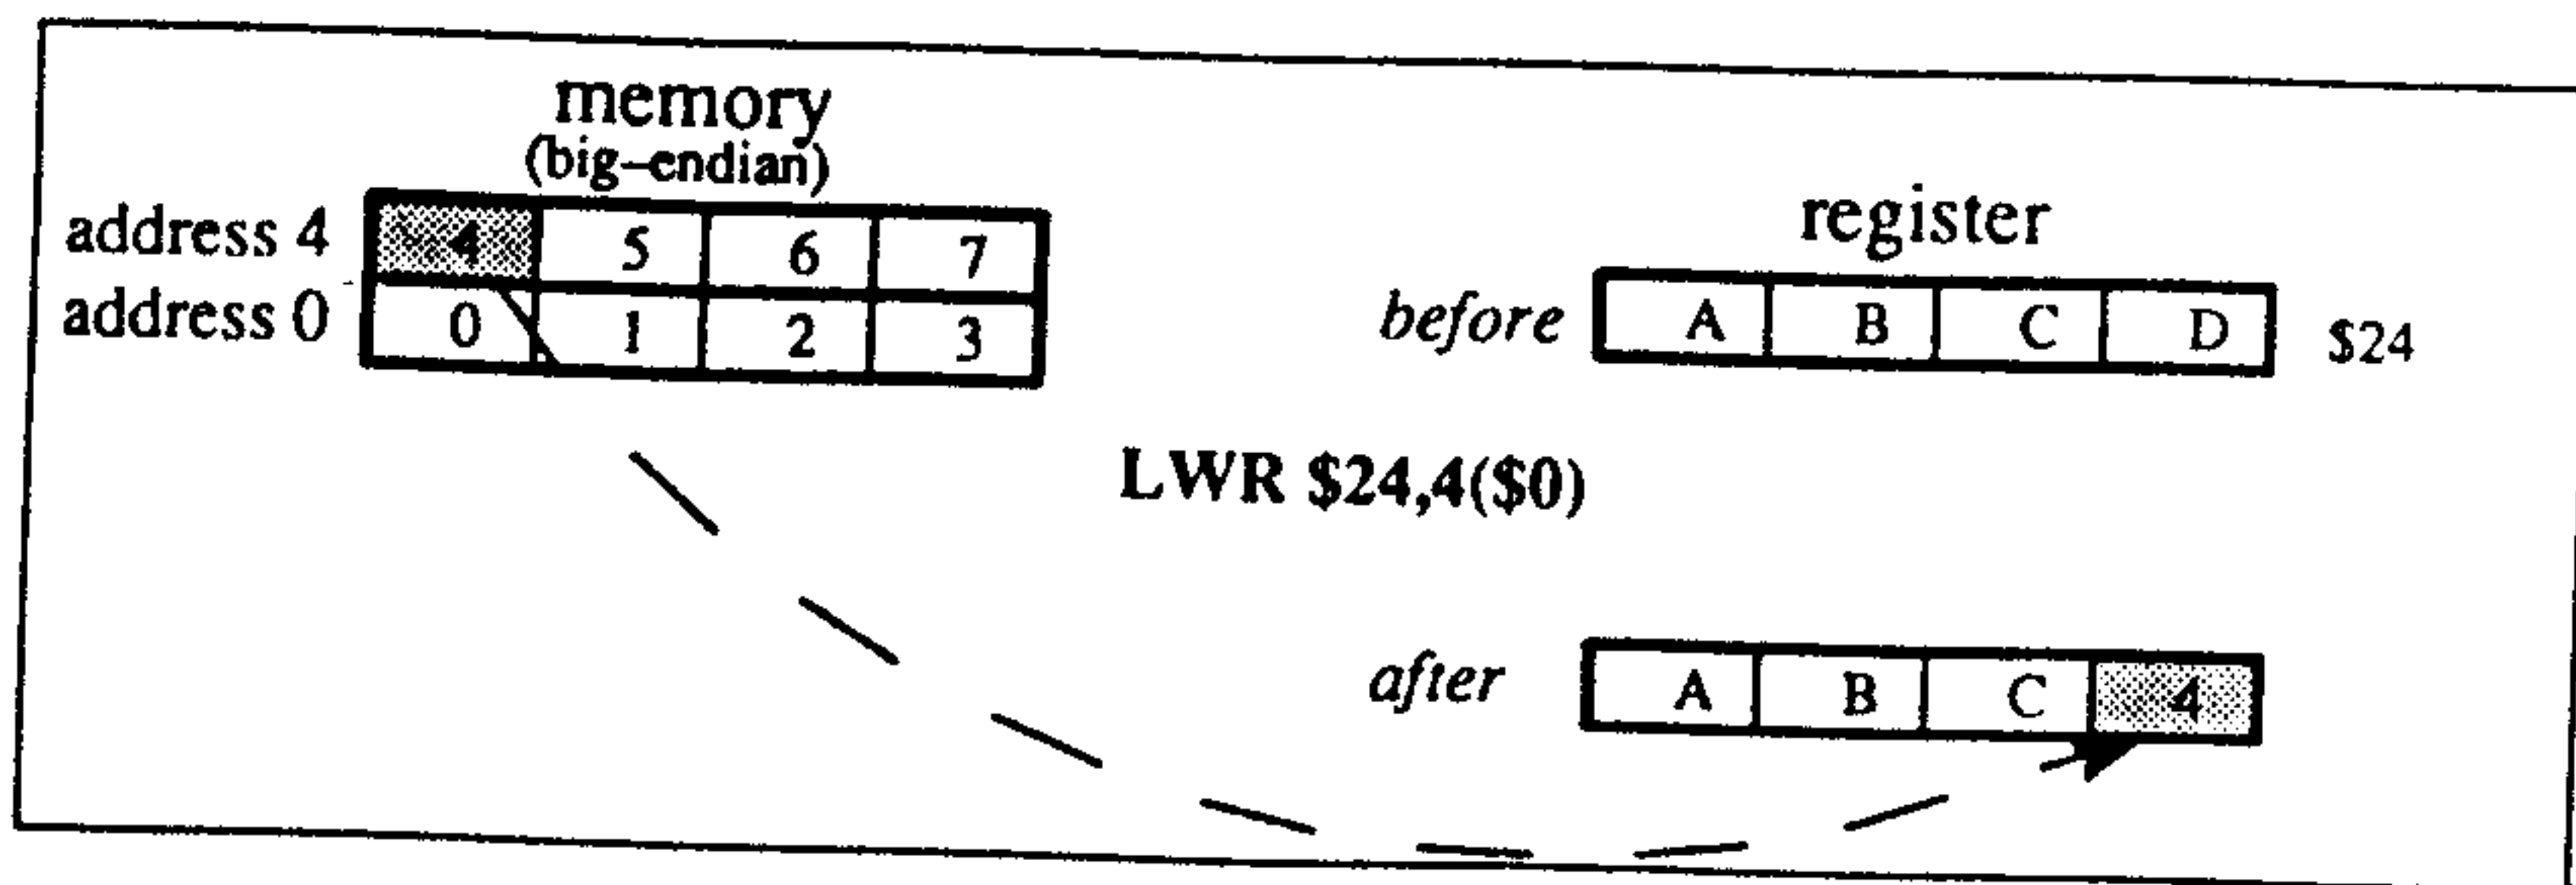 memory
(big–endian)
address 4 4 5 6 7
address 0 0 1 2 3
register
before A B C D $24
LWR $24,4($0)
after A B C 4